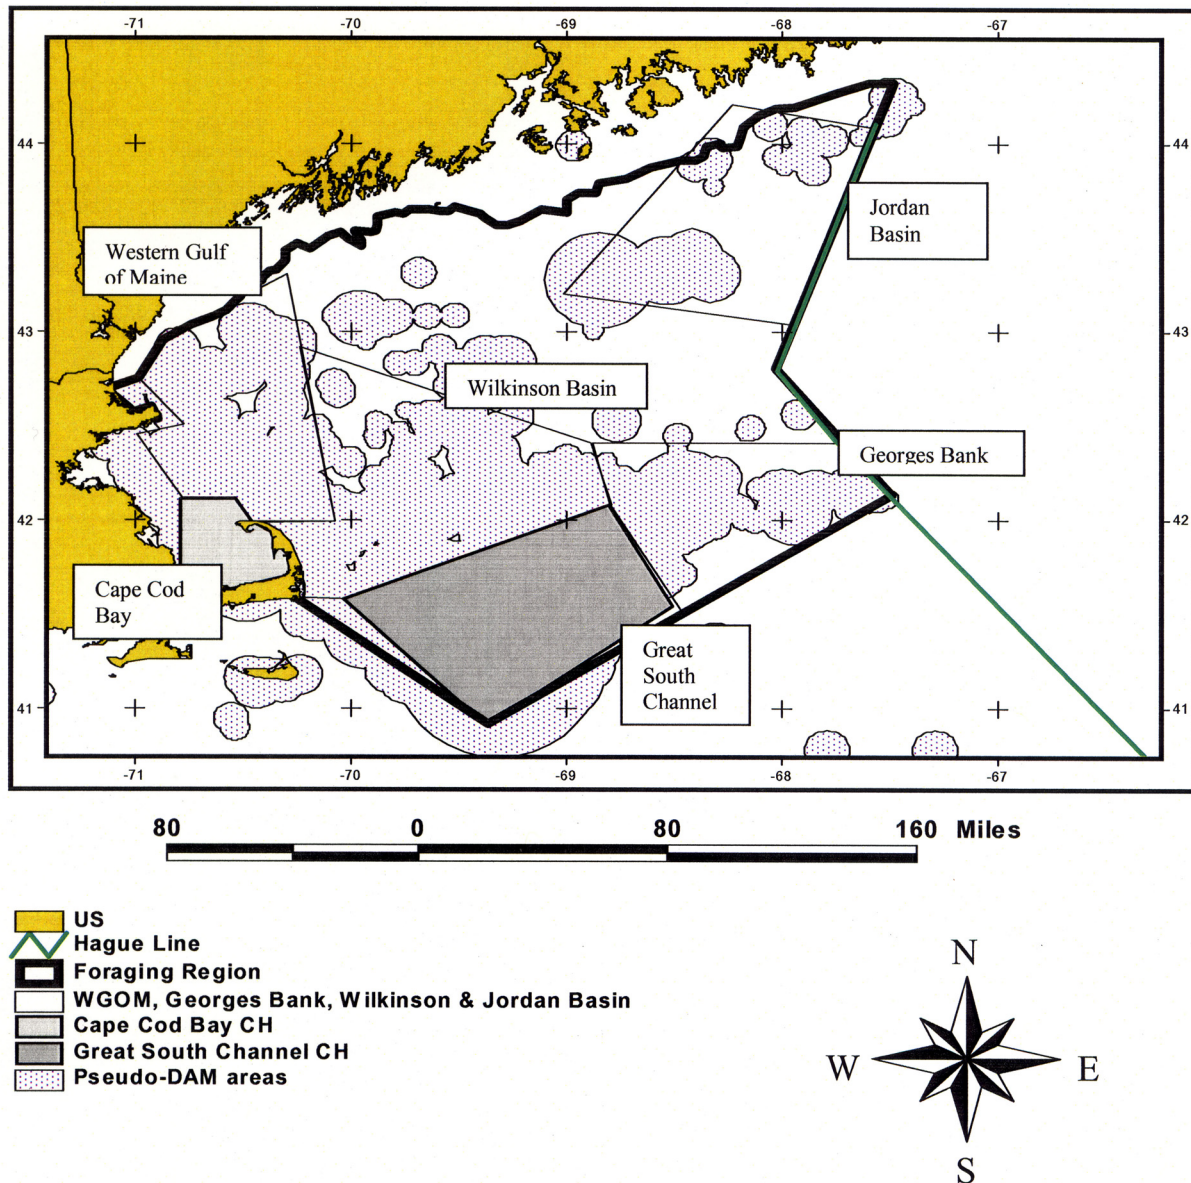 -71 -70 -69 -68 -67
44 44
Jordan
Basin
Western Gulf
of Maine
43 43
Wilkinson Basin
Georges Bank
42 42
Cape Cod
Bay
Great
South
Channel
41 41
-71 -70 -69 -68 -67
80 0 80 160 Miles
US
Hague Line
Foraging Region
WGOM, Georges Bank, Wilkinson & Jordan Basin
Cape Cod Bay CH
Great South Channel CH
Pseudo-DAM areas
N
W E
S